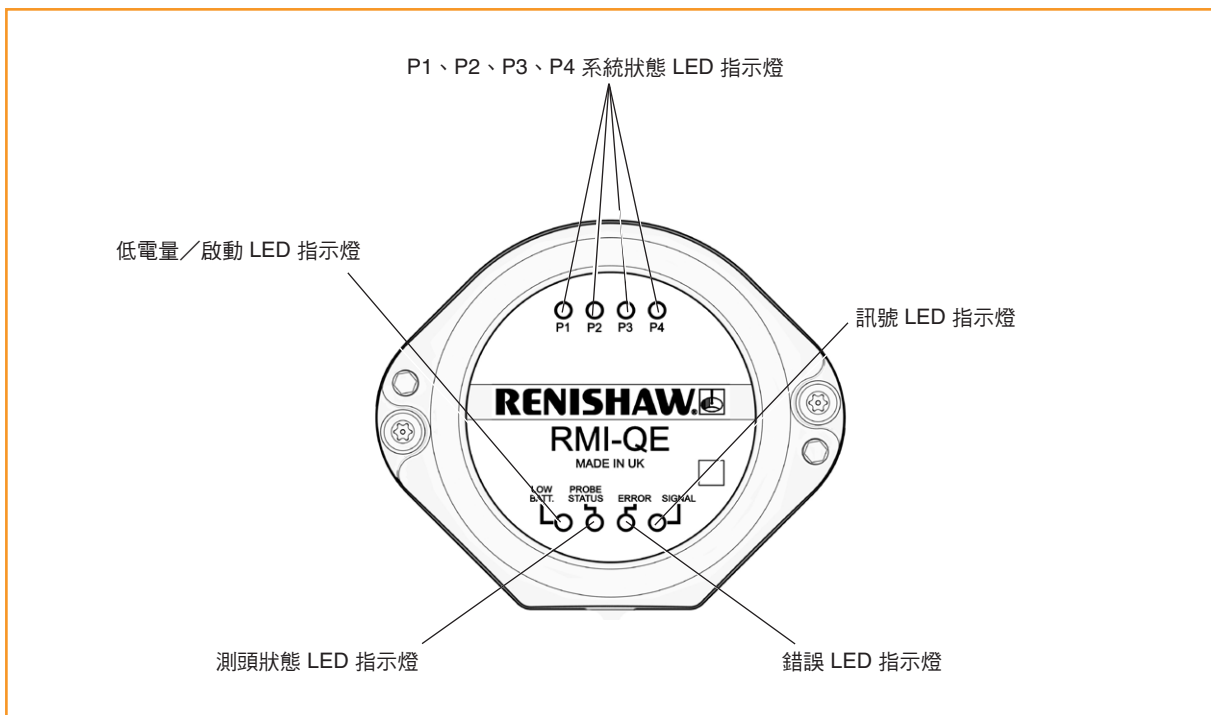 P1、P2、P3、P4 系統狀態 LED 指示燈
低電量／啟動 LED 指示燈
訊號 LED 指示燈
P1 P2 P3 P4
RENISHAW.
RMI-QE
MADE IN UK
LOW BATT. PROBE STATUS ERROR SIGNAL
測頭狀態 LED 指示燈
錯誤 LED 指示燈